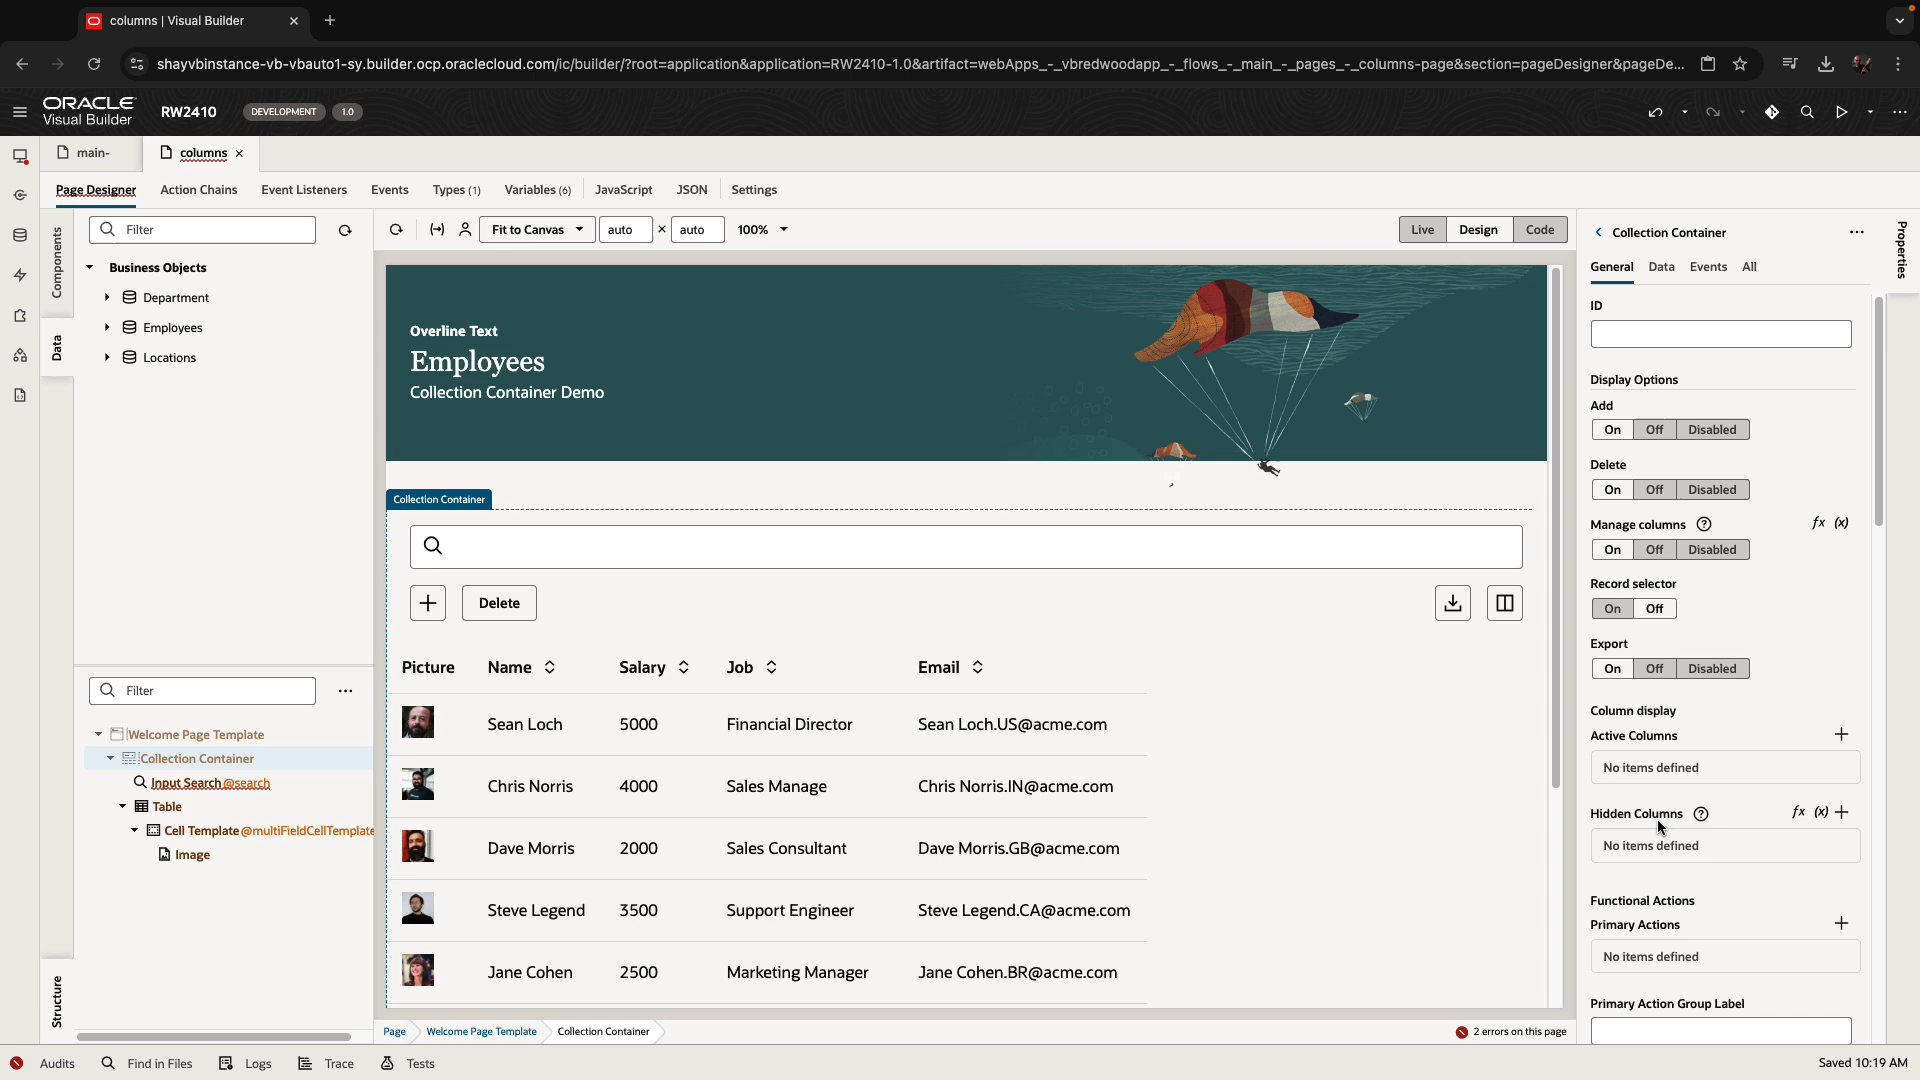 columns | Visual Builder
shayvbinstance-vb-vbauto1-sy.builder.ocp.oraclecloud.com/ic/builder/?root=application&application=RW2410-1.0&artifact=webApps_-_vbredwoodapp_-_flows_-_main_-_pages_-_columns-page&section=pageDesigner&pageDe...
ORACLE
Visual Builder
RW2410
DEVELOPMENT
1.0
main-
columns
Page Designer
Action Chains
Event Listeners
Events
Types (1)
Variables (6)
JavaScript
JSON
Settings
Components
Data
Structure
Filter
Business Objects
Department
Employees
Locations
Filter
Welcome Page Template
Collection Container
Input Search @search
Table
Cell Template @multiFieldCellTemplate
Image
Fit to Canvas
auto
auto
100%
Live
Design
Code
Overline Text
Employees
Collection Container Demo
Collection Container
Delete
Picture Name Salary Job Email
Sean Loch 5000 Financial Director Sean Loch.US@acme.com
Chris Norris 4000 Sales Manage Chris Norris.IN@acme.com
Dave Morris 2000 Sales Consultant Dave Morris.GB@acme.com
Steve Legend 3500 Support Engineer Steve Legend.CA@acme.com
Jane Cohen 2500 Marketing Manager Jane Cohen.BR@acme.com
Page
Welcome Page Template
Collection Container
2 errors on this page
Collection Container
Properties
General Data Events All
ID
Display Options
Add
On Off Disabled
Delete
On Off Disabled
Manage columns fx (x)
On Off Disabled
Record selector
On Off
Export
On Off Disabled
Column display
Active Columns
No items defined
Hidden Columns fx (x)
No items defined
Functional Actions
Primary Actions
No items defined
Primary Action Group Label
Audits
Find in Files
Logs
Trace
Tests
Saved 10:19 AM